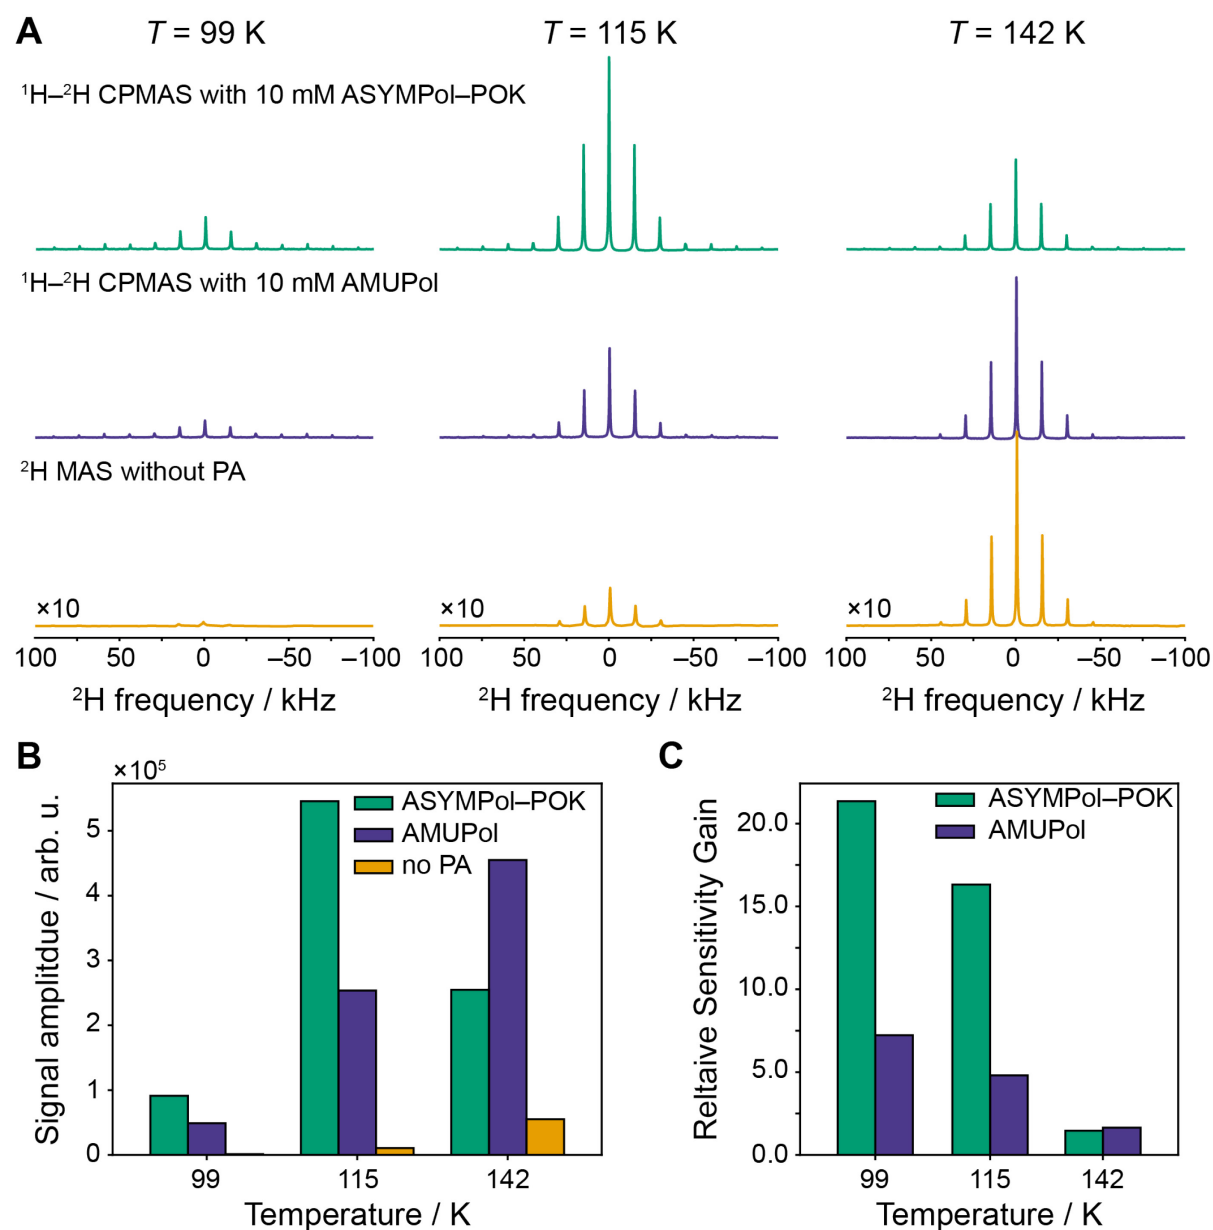 A
T = 99 K
T = 115 K
T = 142 K
¹H–²H CPMAS with 10 mM ASYMPol–POK
¹H–²H CPMAS with 10 mM AMUPol
²H MAS without PA
×10
×10
×10
100 50 0 –50 –100
100 50 0 –50 –100
100 50 0 –50 –100
²H frequency / kHz
²H frequency / kHz
²H frequency / kHz
B
×10⁵
Signal amplitdue / arb. u.
5
4
3
2
1
0
ASYMPol–POK
AMUPol
no PA
99 115 142
Temperature / K
C
Reltaive Sensitivity Gain
20.0
15.0
10.0
5.0
0.0
ASYMPol–POK
AMUPol
99 115 142
Temperature / K